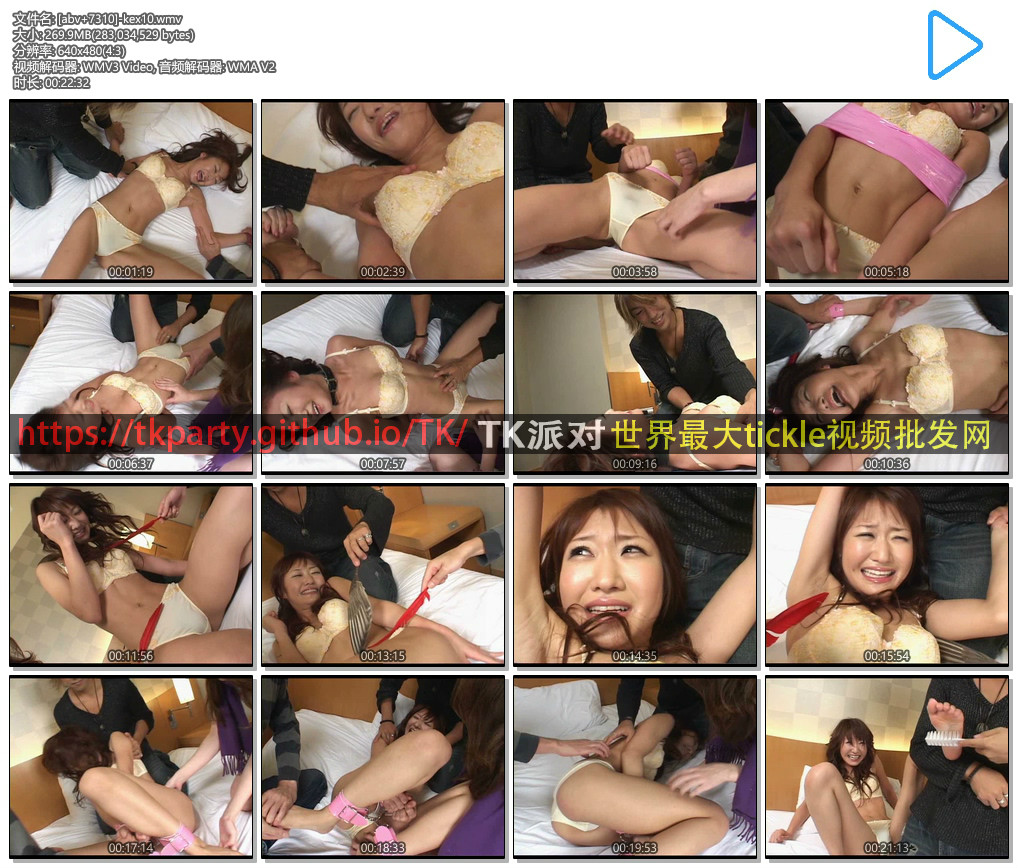 文件名: [abv+7310]-kex10.wmv
大小: 269.9MB(283,034,529 bytes)
分辨率: 640x480(4:3)
视频解码器: WMV3 Video, 音频解码器: WMA V2
时长: 00:22:32
00:01:19
00:02:39
00:03:58
00:05:18
https://tkparty.github.io/TK/ TK派对 世界最大tickle视频批发网
00:06:37
00:07:57
00:09:16
00:10:36
00:11:56
00:13:15
00:14:35
00:15:54
00:17:14
00:18:33
00:19:53
00:21:13